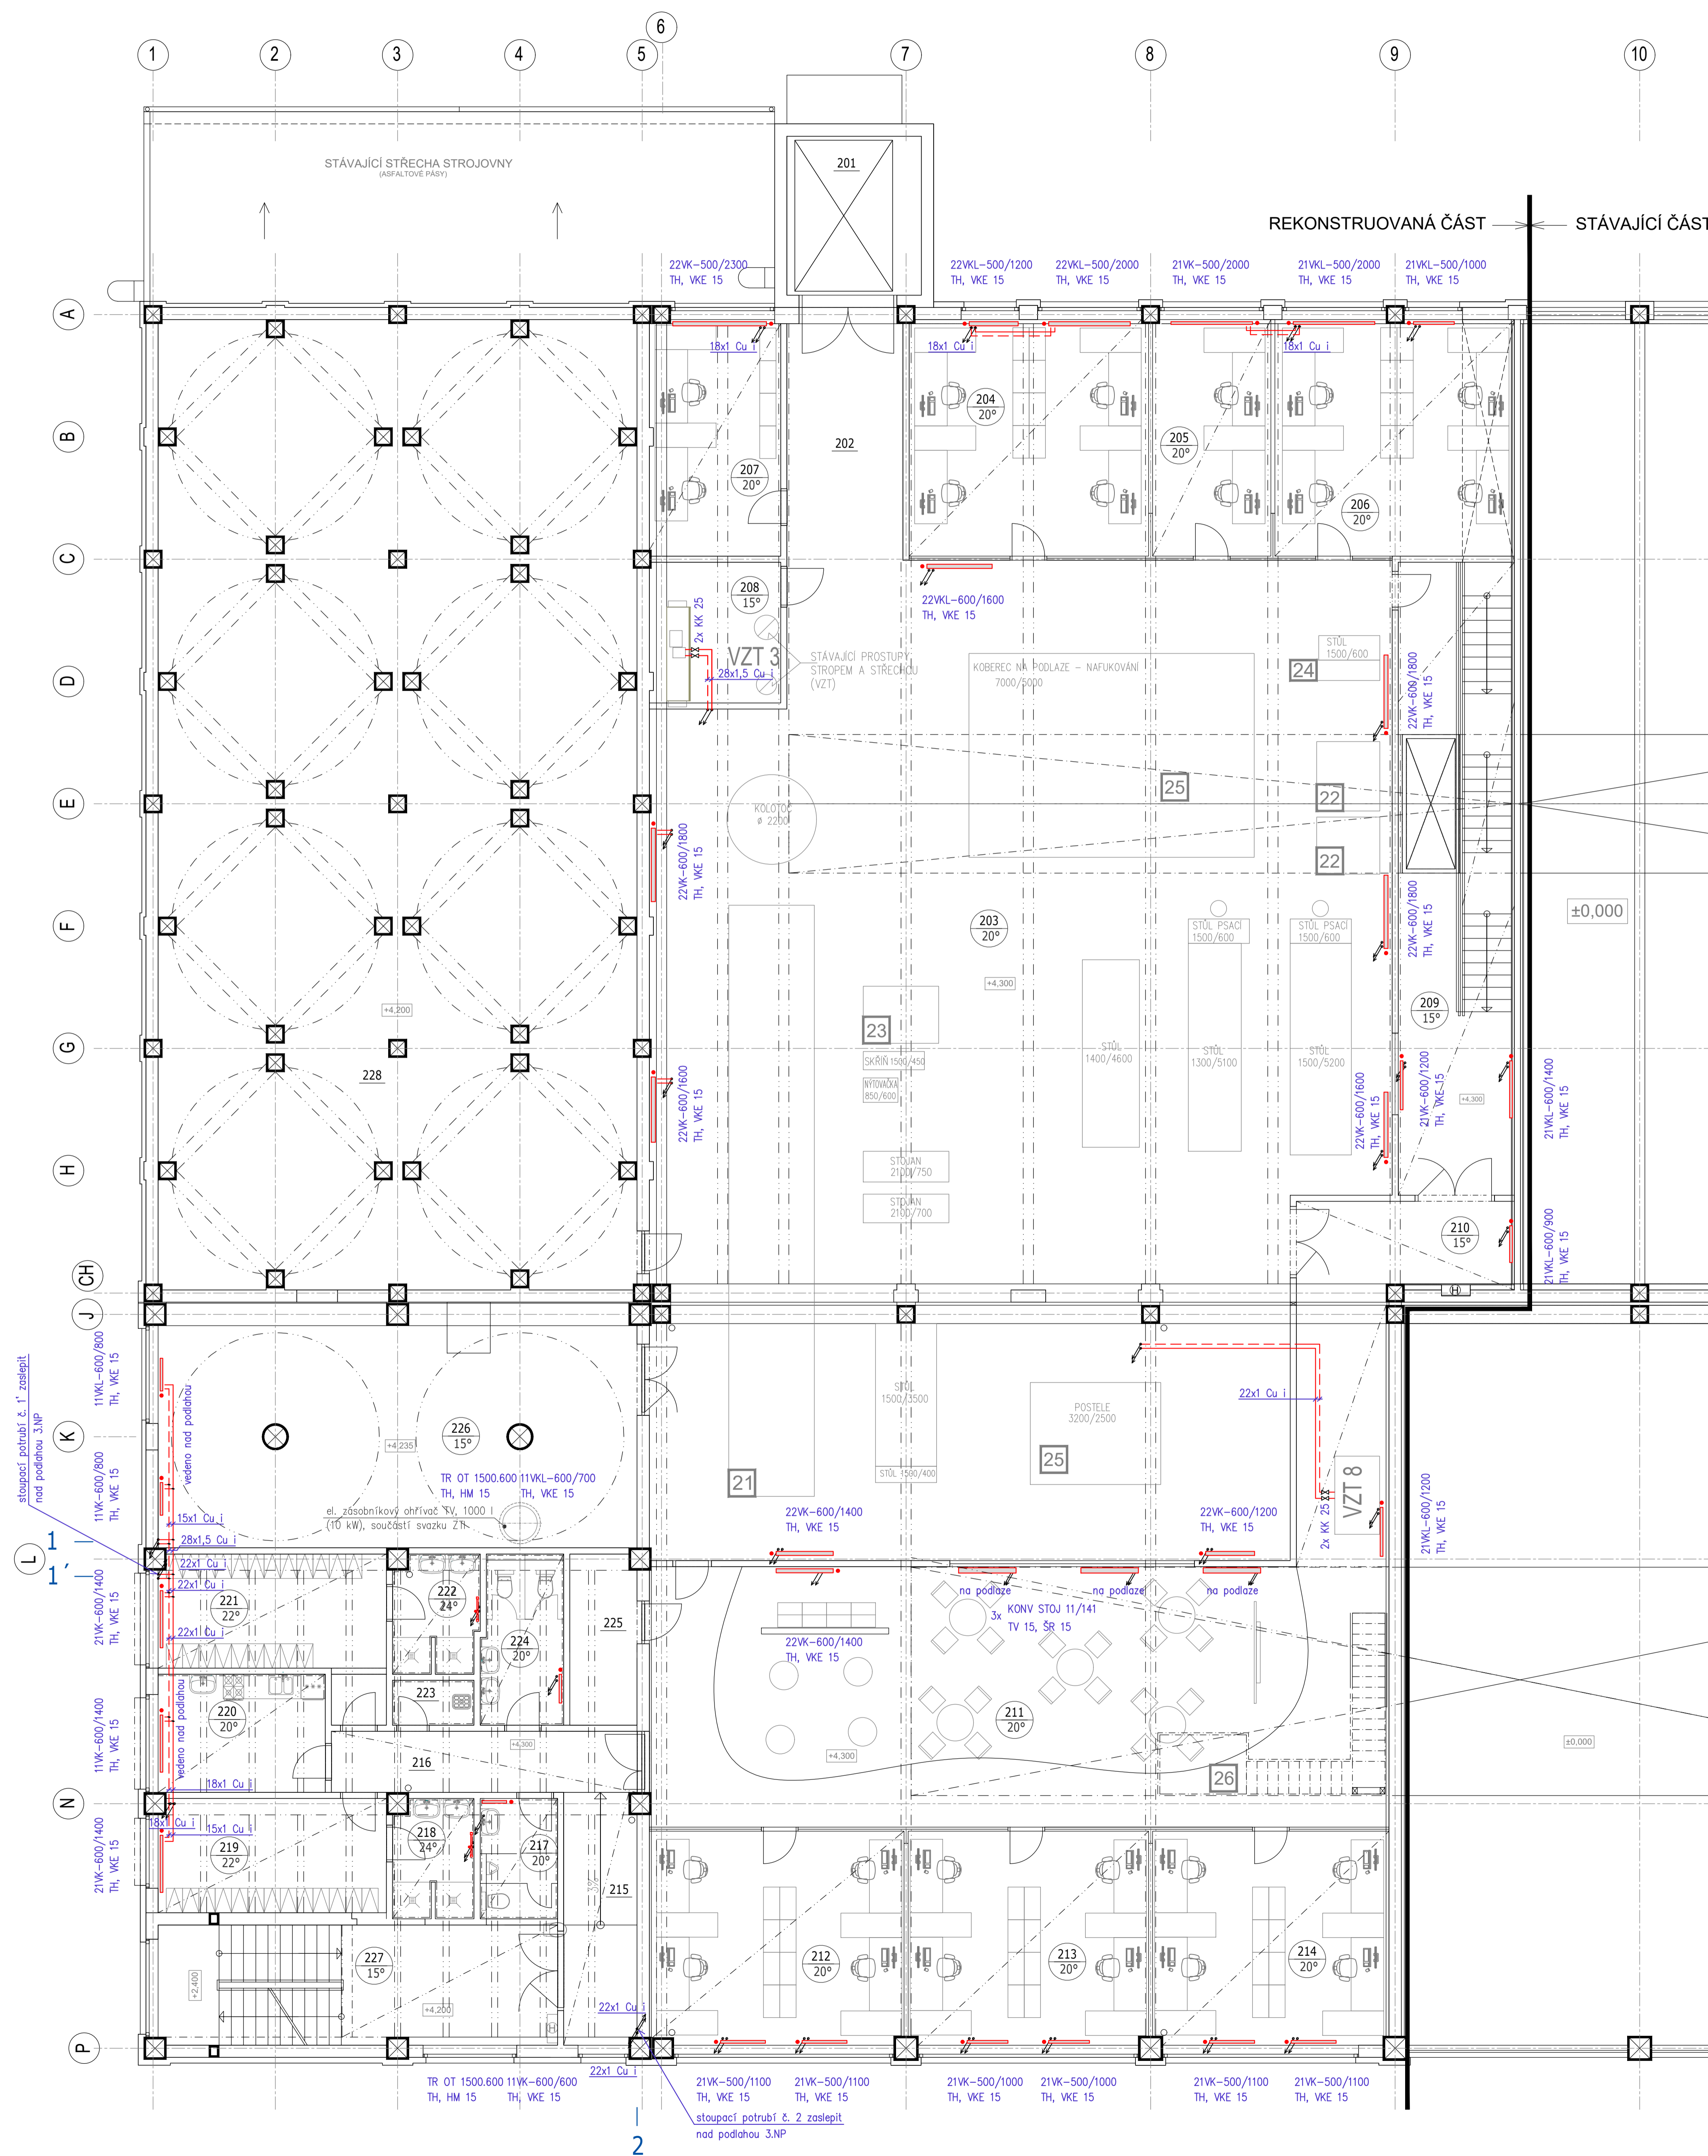 6
1 2 3 4 5 7 8 9 10
STÁVAJÍCÍ STŘECHA STROJOVNY
(ASFALTOVÉ PÁSY)
201
REKONSTRUOVANÁ ČÁST
STÁVAJÍCÍ ČÁST
22VK-500/2300
TH, VKE 15
22VKL-500/1200
TH, VKE 15
22VKL-500/2000
TH, VKE 15
21VK-500/2000
TH, VKE 15
21VKL-500/2000
TH, VKE 15
21VKL-500/1000
TH, VKE 15
A
18x1 Cu i
18x1 Cu i
18x1 Cu i
204
20°
B
202
205
20°
207
20°
206
20°
C
208
15°
2x KK 25
22VKL-600/1600
TH, VKE 15
VZT 3
28x1,5 Cu i
STÁVAJÍCÍ PROSTUPY
STROPEM A STŘECHOU
(VZT)
KOBEREC NA PODLAZE - NAFUKOVÁNÍ
7000/5000
STŮL
1500/600
24
22VK-600/1800
TH, VKE 15
D
25
22
E
KOLOTOČ
ø 2200
22VK-600/1800
TH, VKE 15
22
22VK-600/1800
TH, VKE 15
±0,000
F
203
20°
STŮL PSACÍ
1500/600
STŮL PSACÍ
1500/600
+4,300
+4,200
209
15°
23
G
SKŘÍŇ 1500/450
STŮL
1400/4600
STŮL
1300/5100
STŮL
1500/5200
228
NÝTOVAČKA
850/600
22VK-600/1600
TH, VKE 15
22VK-600/1600
TH, VKE 15
21VK-600/1200
TH, VKE 15
+4,300
21VKL-600/1400
TH, VKE 15
H
STOJAN
2100/750
STOJAN
2100/700
210
15°
21VKL-600/900
TH, VKE 15
CH
H
J
11VKL-600/800
TH, VKE 15
stoupací potrubí č. 1' zaslepit
nad podlahou 3.NP
vedeno nad podlahou
STŮL
1500/3500
22x1 Cu i
POSTELE
3200/2500
K
226
15°
+4,235
25
STŮL 1500/400
21
VZT 8
2x KK 25
11VK-600/800
TH, VKE 15
TR OT 1500.600
TH, HM 15
11VKL-600/700
TH, VKE 15
el. zásobníkový ohřívač TV, 1000 l
(10 kW), součástí svazku ZTI
22VK-600/1400
TH, VKE 15
22VK-600/1200
TH, VKE 15
21VKL-600/1200
TH, VKE 15
15x1 Cu i
1
28x1,5 Cu i
L
22x1 Cu i
1'
22x1 Cu i
na podlaze
na podlaze
na podlaze
3x
KONV STOJ 11/141
TV 15, ŠR 15
221
22°
222
24°
21VK-600/1400
TH, VKE 15
22x1 Cu i
225
224
20°
22VK-600/1400
TH, VKE 15
223
220
20°
vedeno nad podlahou
11VK-600/1400
TH, VKE 15
211
20°
+4,300
216
+4,300
±0,000
26
18x1 Cu i
N
18x1 Cu i
15x1 Cu i
219
22°
218
24°
217
20°
21VK-600/1400
TH, VKE 15
215
3%
227
15°
212
20°
213
20°
214
20°
+2,400
+4,200
22x1 Cu i
H
P
22x1 Cu i
TR OT 1500.600
TH, HM 15
11VK-600/600
TH, VKE 15
21VK-500/1100
TH, VKE 15
21VK-500/1100
TH, VKE 15
21VK-500/1000
TH, VKE 15
21VK-500/1000
TH, VKE 15
21VK-500/1100
TH, VKE 15
21VK-500/1100
TH, VKE 15
stoupací potrubí č. 2 zaslepit
nad podlahou 3.NP
2